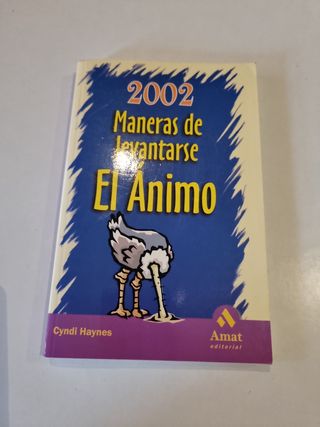 2002
Maneras de
levantarse
El Ánimo
Cyndi Haynes
Amat
editorial